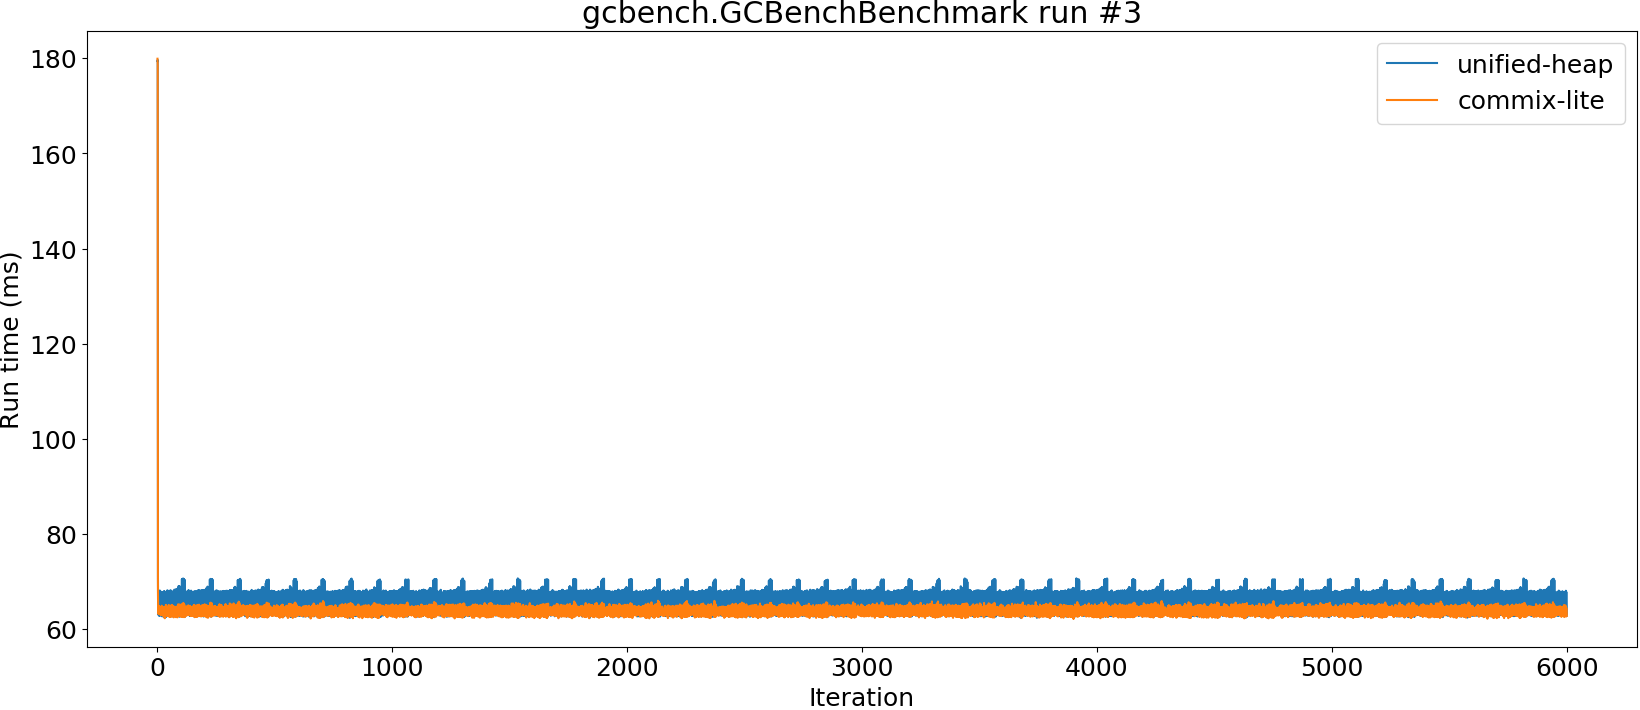 gcbench.GCBenchBenchmark run #3
unified-heap
commix-lite
Run time (ms)
180
160
140
120
100
80
60
0 1000 2000 3000 4000 5000 6000
Iteration